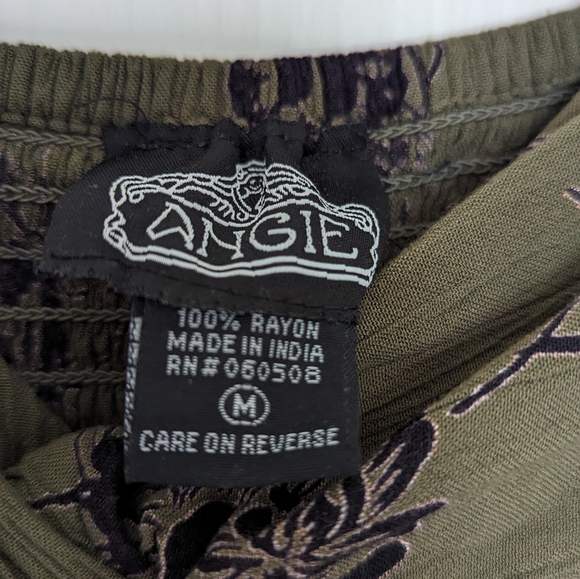 ANGIE
100% RAYON
MADE IN INDIA
RN#060508
M
CARE ON REVERSE